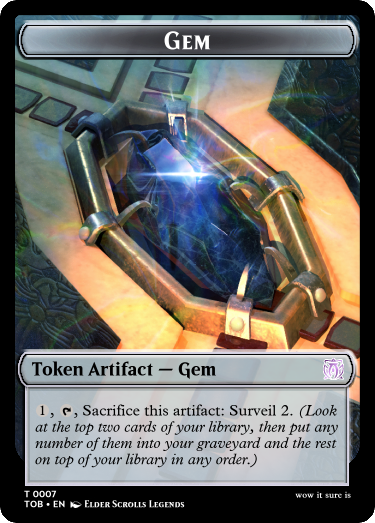 Gem
Token Artifact — Gem
1, T, Sacrifice this artifact: Surveil 2. (Look
at the top two cards of your library, then put any
number of them into your graveyard and the rest
on top of your library in any order.)
T 0007
wow it sure is
TOB • EN Elder Scrolls Legends